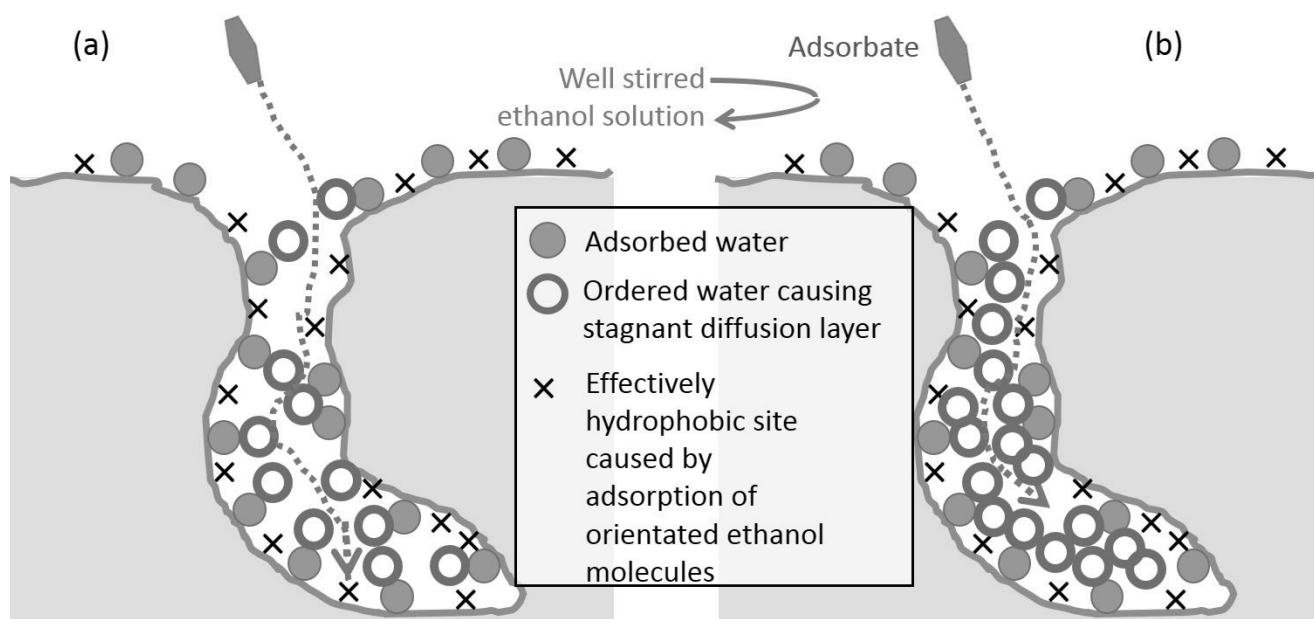 (a)
Adsorbate
(b)
Well stirred
ethanol solution
Adsorbed water
Ordered water causing
stagnant diffusion layer
Effectively
hydrophobic site
caused by
adsorption of
orientated ethanol
molecules